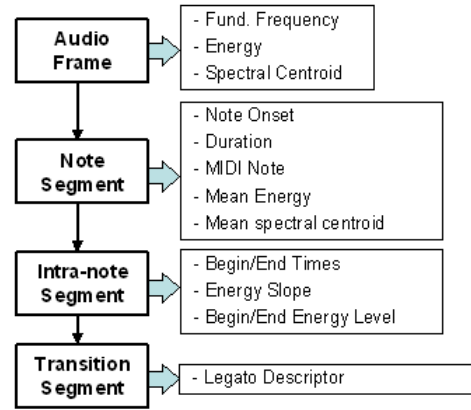 Audio
Frame
- Fund. Frequency
- Energy
- Spectral Centroid
Note
Segment
- Note Onset
- Duration
- MIDI Note
- Mean Energy
- Mean spectral centroid
Intra-note
Segment
- Begin/End Times
- Energy Slope
- Begin/End Energy Level
Transition
Segment
- Legato Descriptor